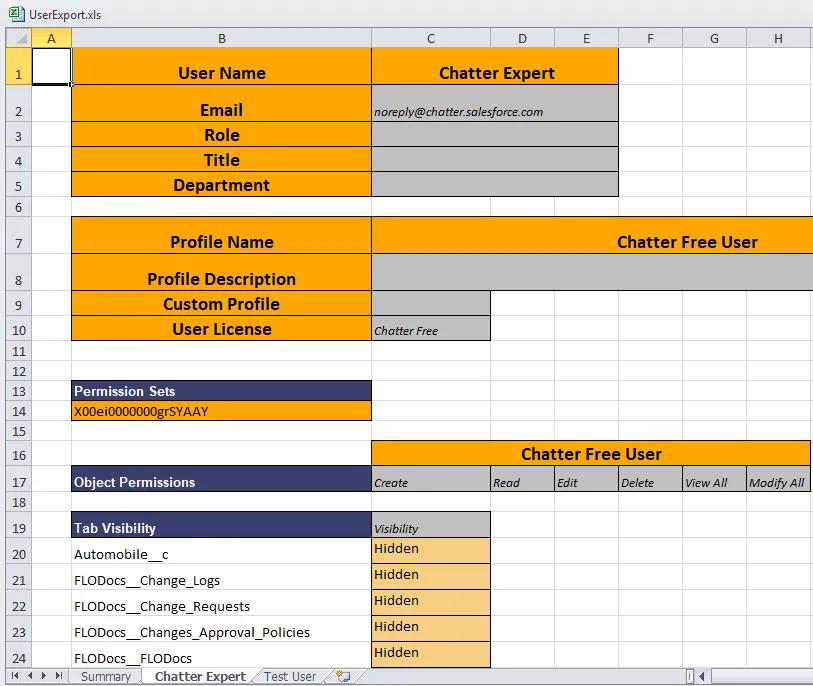 UserExport.xls
A B C D E F G H
1 User Name Chatter Expert
2 Email noreply@chatter.salesforce.com
3 Role
4 Title
5 Department
6
7 Profile Name Chatter Free User
8 Profile Description
9 Custom Profile
10 User License Chatter Free
11
12
13 Permission Sets
14 X00ei0000000grSYAAY
15
16 Chatter Free User
17 Object Permissions Create Read Edit Delete View All Modify All
18
19 Tab Visibility Visibility
20 Automobile__c Hidden
21 FLODocs__Change_Logs Hidden
22 FLODocs__Change_Requests Hidden
23 FLODocs__Changes_Approval_Policies Hidden
24 FLODocs__FLODocs Hidden
Summary Chatter Expert Test User